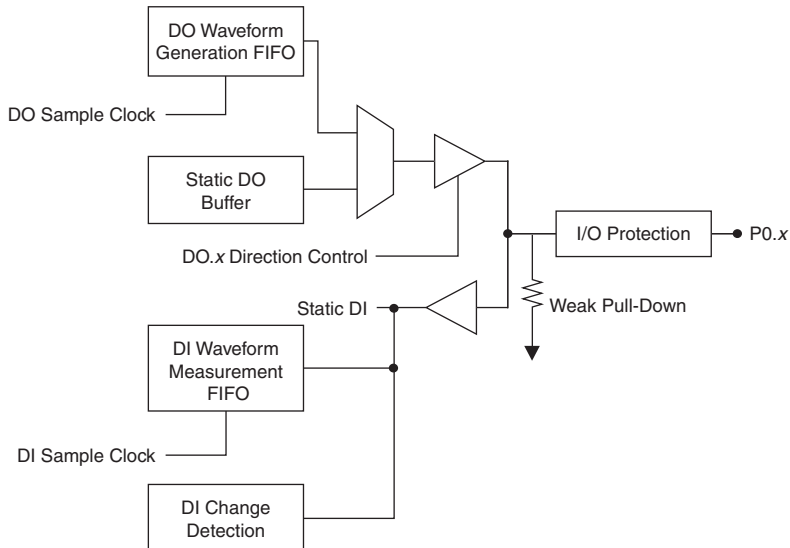 DO Waveform
Generation FIFO
DO Sample Clock
Static DO
Buffer
DO.x Direction Control
I/O Protection
P0.x
Weak Pull-Down
Static DI
DI Waveform
Measurement
FIFO
DI Sample Clock
DI Change
Detection